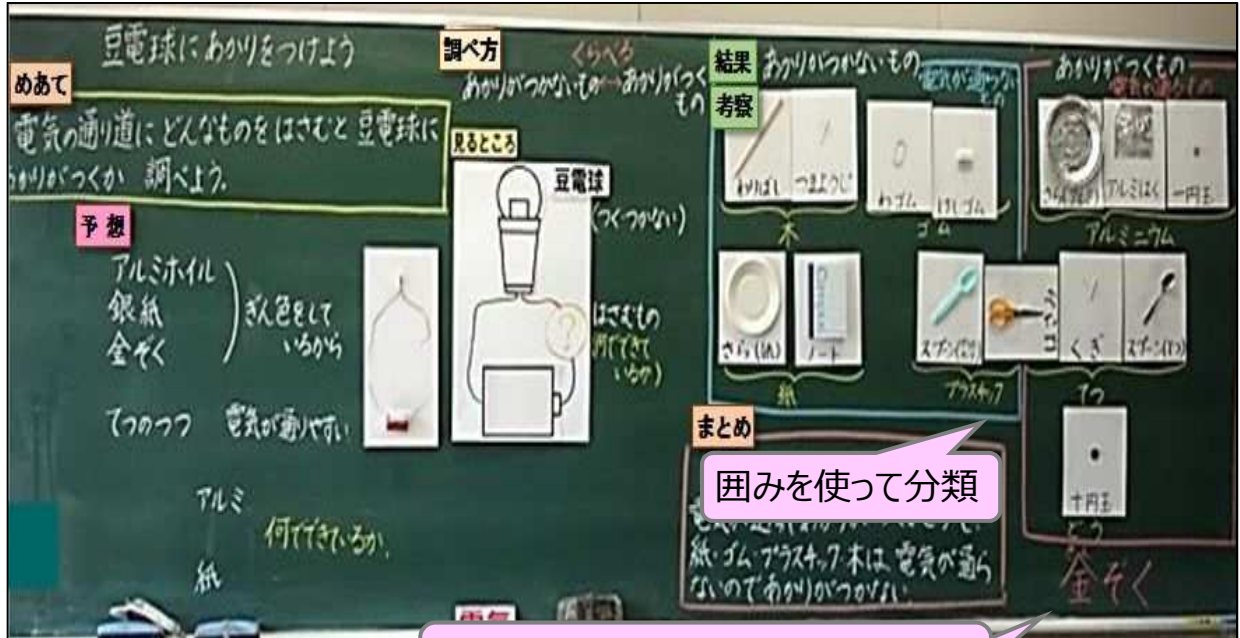 豆電球にあかりをつけよう
めあて
電気の通り道にどんなものをはさむと豆電球に
あかりがつくか 調べよう。
予想
アルミホイル
銀紙
金ぞく
ぎん色をして
いるから
てつのつつ 電気が通りやすい
アルミ
何でできているか。
紙
調べ方
くらべる
あかりがつかないもの↔あかりがつく
もの
見るところ
豆電球
(つく つかない)
?
はさむもの
(何でできて
いるか)
結果
考察
あかりがつかないもの
電気が通らない
もの
わりばし
つまようじ
木
わゴム
けしゴム
ゴム
さら(紙)
ノート
紙
スプーン
プラスチック
はさみ
あかりがつくもの
電気が通るもの
アルミはく
一円玉
アルミニウム
くぎ
スプーン(てつ)
てつ
十円玉
どう
金ぞく
まとめ
囲みを使って分類
紙・ゴム・プラスチック・木は、電気が通ら
ないのであかりがつかない
電気